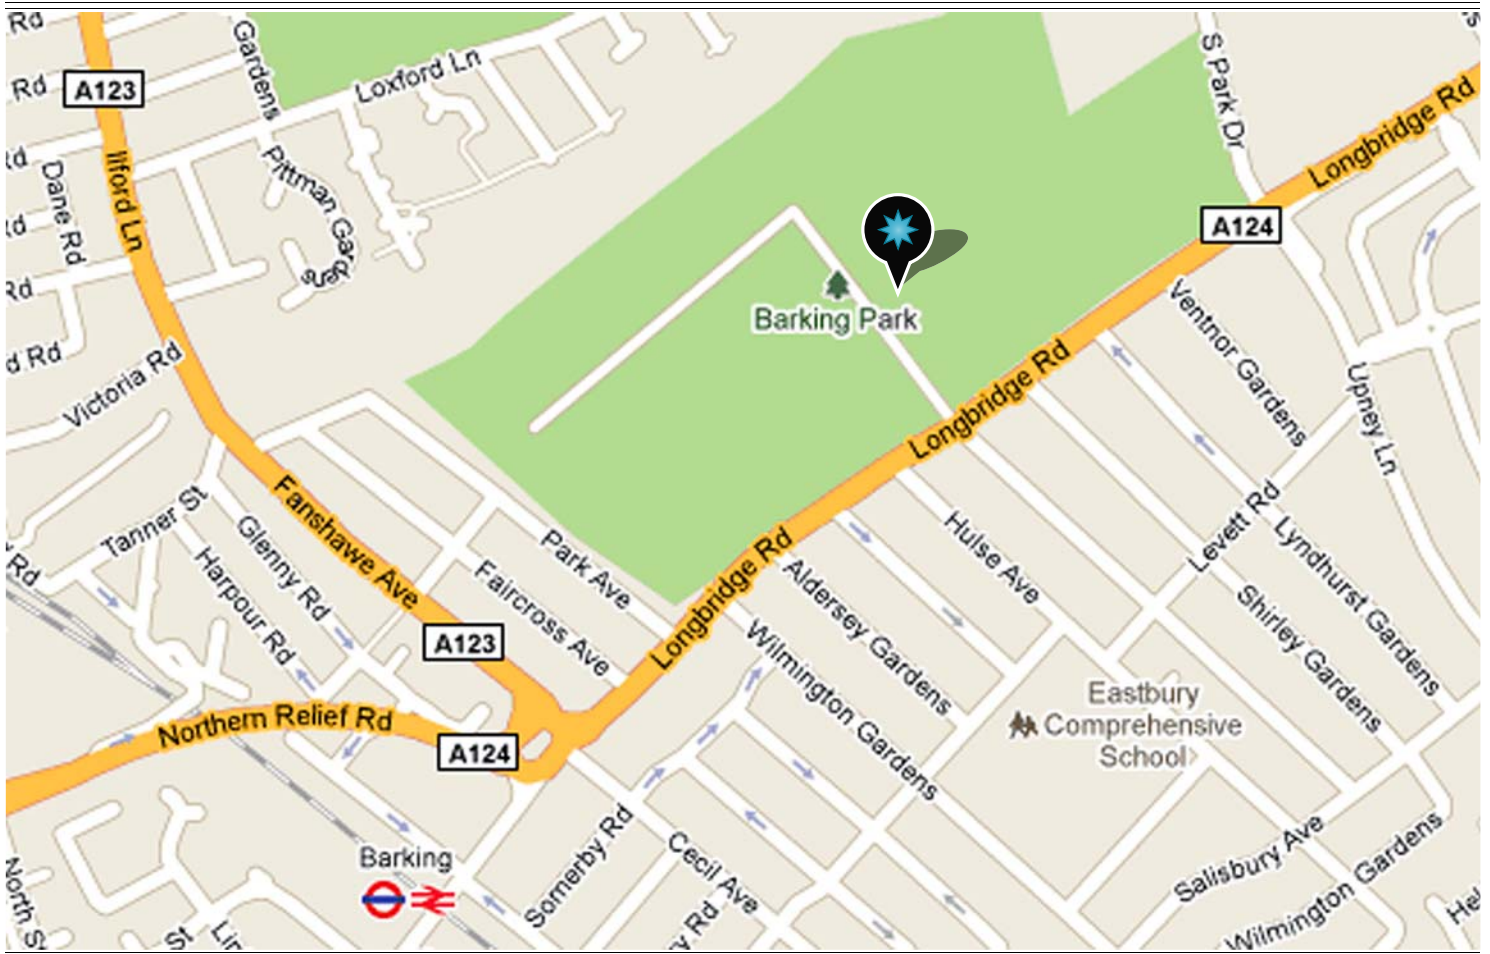 Rd
Gardens
Loxford Ln
S Park Dr
Rd
A123
Longbridge Rd
Ilford Ln
Dane Rd
Pittman Gardens
A124
Rd
Barking Park
Ventnor Gardens
d Rd
Victoria Rd
Longbridge Rd
Upney Ln
Tanner St
Fanshawe Ave
Glenny Rd
Harpour Rd
Park Ave
Faircross Ave
Longbridge Rd
Hulse Ave
Levett Rd
Lyndhurst Gardens
Rd
A123
Aldersey Gardens
Wilmington Gardens
Shirley Gardens
Eastbury
Comprehensive
School
Northern Relief Rd
A124
Barking
Somerby Rd
Cecil Ave
Salisbury Ave
Wilmington Gardens
North St
St
ry Rd